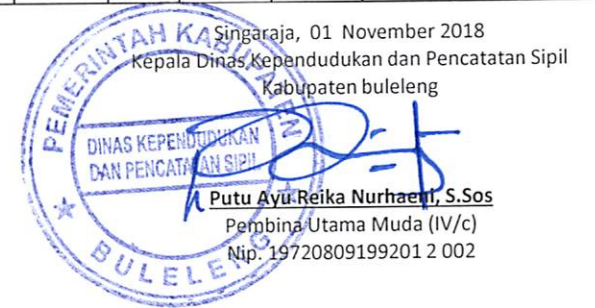 Singaraja, 01 November 2018
Kepala Dinas Kependudukan dan Pencatatan Sipil
Kabupaten buleleng
PEMERINTAH KABUPATEN
DINAS KEPENDUDUKAN
DAN PENCATATAN SIPIL
BULELENG
Putu Ayu Reika Nurhaeni, S.Sos
Pembina Utama Muda (IV/c)
Nip. 19720809199201 2 002